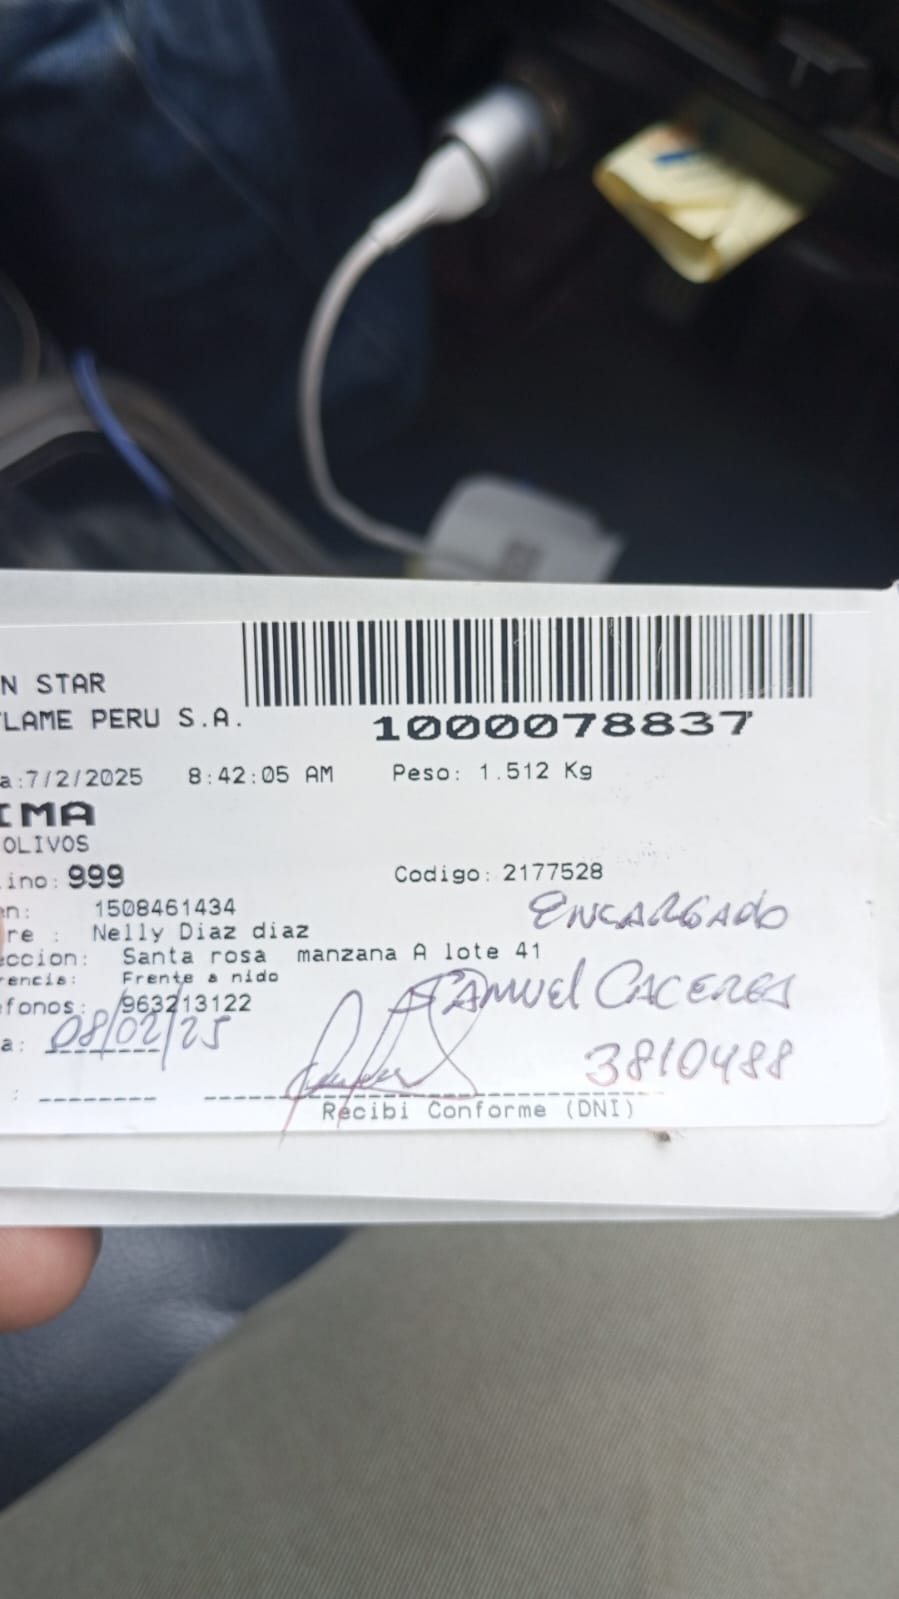 N STAR
LAME PERU S.A.
1000078837
a:7/2/2025 8:42:05 AM Peso: 1.512 Kg
IMA
OLIVOS
ino: 999 Codigo: 2177528
n: 1508461434 ENCARGADO
re : Nelly Diaz diaz
eccion: Santa rosa manzana A lote 41
rencia: Frente a nido
fonos: 963213122 SAMUEL CACERES
a: 08/02/25 3810488
Recibi Conforme (DNI)